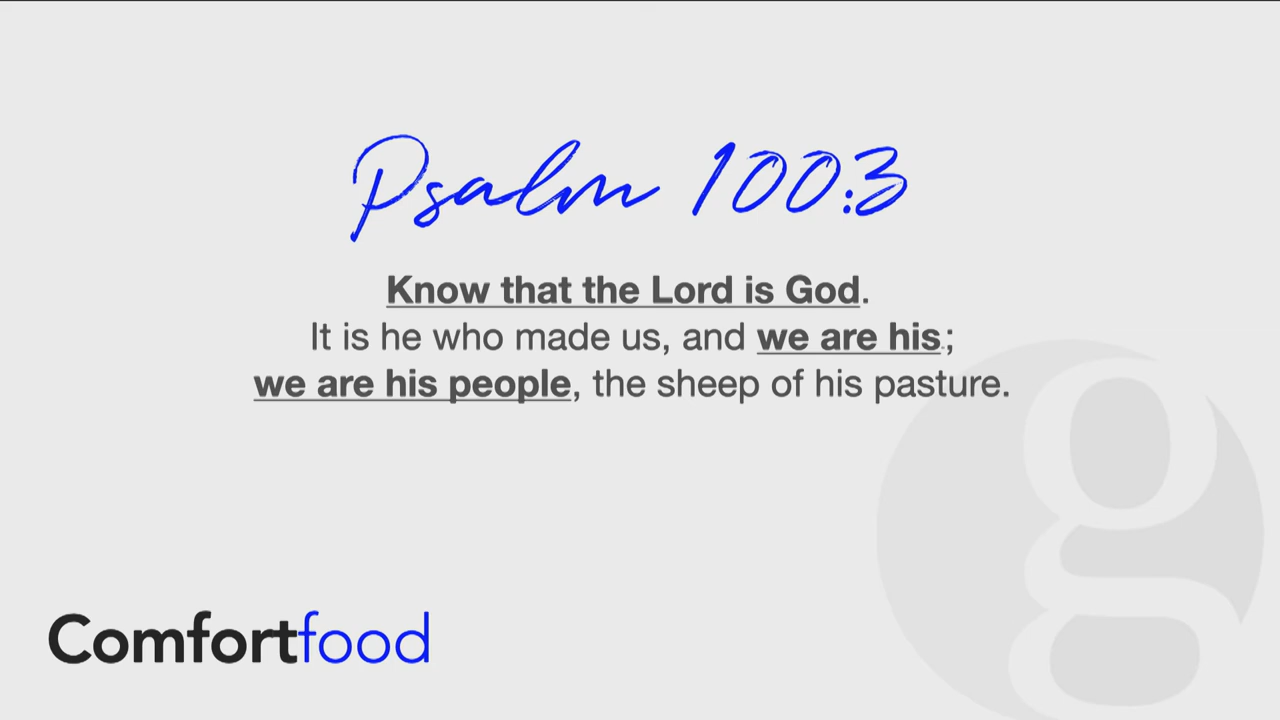 Psalm 100:3
Know that the Lord is God.
It is he who made us, and we are his.;
we are his people, the sheep of his pasture.
g
Comfortfood